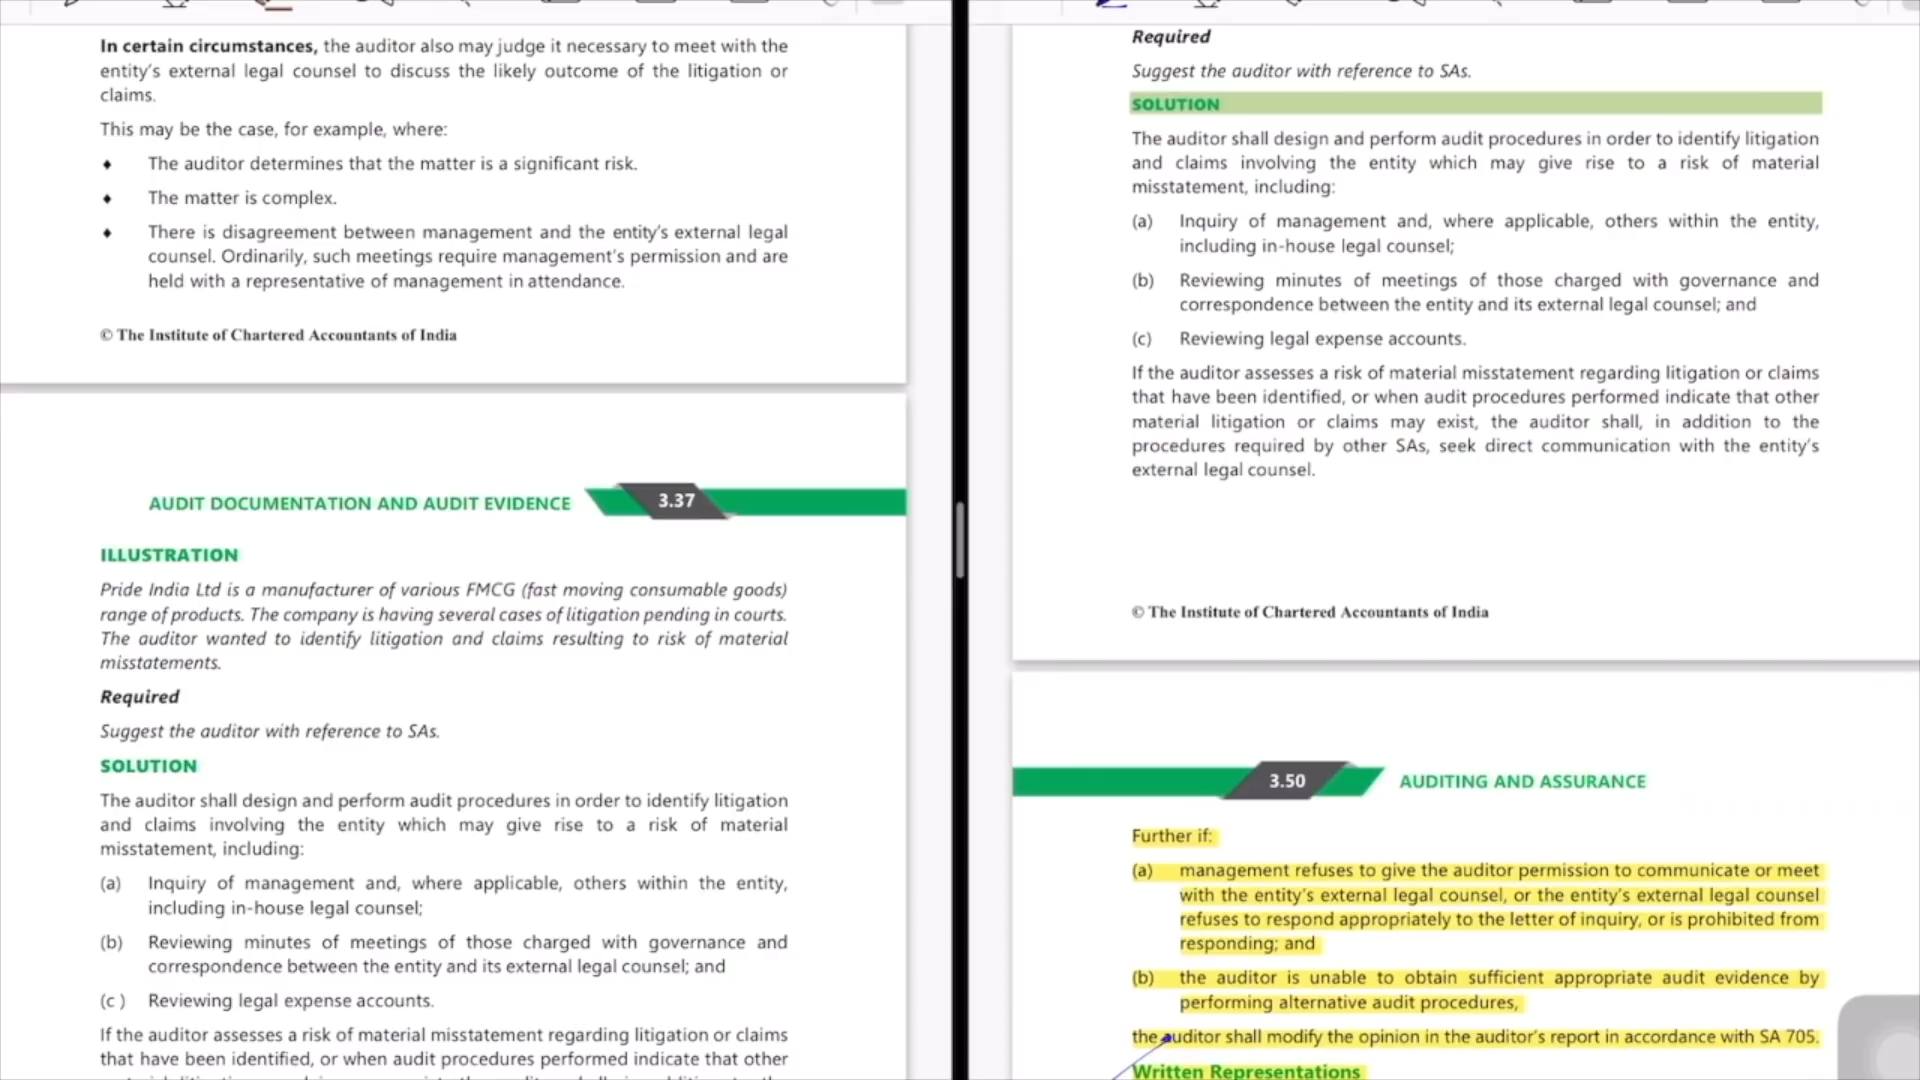 In certain circumstances, the auditor also may judge it necessary to meet with the
entity's external legal counsel to discuss the likely outcome of the litigation or
claims.
This may be the case, for example, where:
♦ The auditor determines that the matter is a significant risk.
♦ The matter is complex.
♦ There is disagreement between management and the entity's external legal
counsel. Ordinarily, such meetings require management's permission and are
held with a representative of management in attendance.
© The Institute of Chartered Accountants of India
AUDIT DOCUMENTATION AND AUDIT EVIDENCE 3.37
ILLUSTRATION
Pride India Ltd is a manufacturer of various FMCG (fast moving consumable goods)
range of products. The company is having several cases of litigation pending in courts.
The auditor wanted to identify litigation and claims resulting to risk of material
misstatements.
Required
Suggest the auditor with reference to SAs.
SOLUTION
The auditor shall design and perform audit procedures in order to identify litigation
and claims involving the entity which may give rise to a risk of material
misstatement, including:
(a) Inquiry of management and, where applicable, others within the entity,
including in-house legal counsel;
(b) Reviewing minutes of meetings of those charged with governance and
correspondence between the entity and its external legal counsel; and
(c ) Reviewing legal expense accounts.
If the auditor assesses a risk of material misstatement regarding litigation or claims
that have been identified, or when audit procedures performed indicate that other
Required
Suggest the auditor with reference to SAs.
SOLUTION
The auditor shall design and perform audit procedures in order to identify litigation
and claims involving the entity which may give rise to a risk of material
misstatement, including:
(a) Inquiry of management and, where applicable, others within the entity,
including in-house legal counsel;
(b) Reviewing minutes of meetings of those charged with governance and
correspondence between the entity and its external legal counsel; and
(c) Reviewing legal expense accounts.
If the auditor assesses a risk of material misstatement regarding litigation or claims
that have been identified, or when audit procedures performed indicate that other
material litigation or claims may exist, the auditor shall, in addition to the
procedures required by other SAs, seek direct communication with the entity's
external legal counsel.
© The Institute of Chartered Accountants of India
3.50 AUDITING AND ASSURANCE
Further if:
(a) management refuses to give the auditor permission to communicate or meet
with the entity's external legal counsel, or the entity's external legal counsel
refuses to respond appropriately to the letter of inquiry, or is prohibited from
responding; and
(b) the auditor is unable to obtain sufficient appropriate audit evidence by
performing alternative audit procedures,
the auditor shall modify the opinion in the auditor's report in accordance with SA 705.
Written Representations